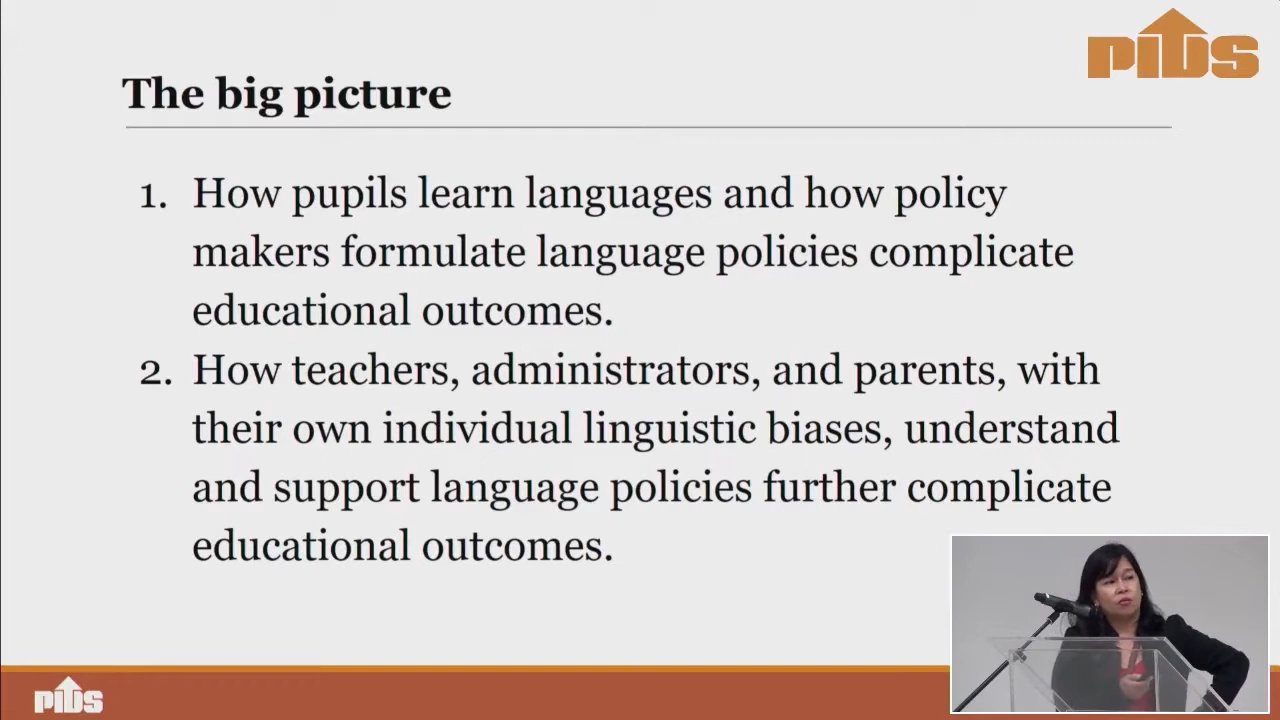 PIDS
The big picture
1. How pupils learn languages and how policy
makers formulate language policies complicate
educational outcomes.
2. How teachers, administrators, and parents, with
their own individual linguistic biases, understand
and support language policies further complicate
educational outcomes.
PIDS